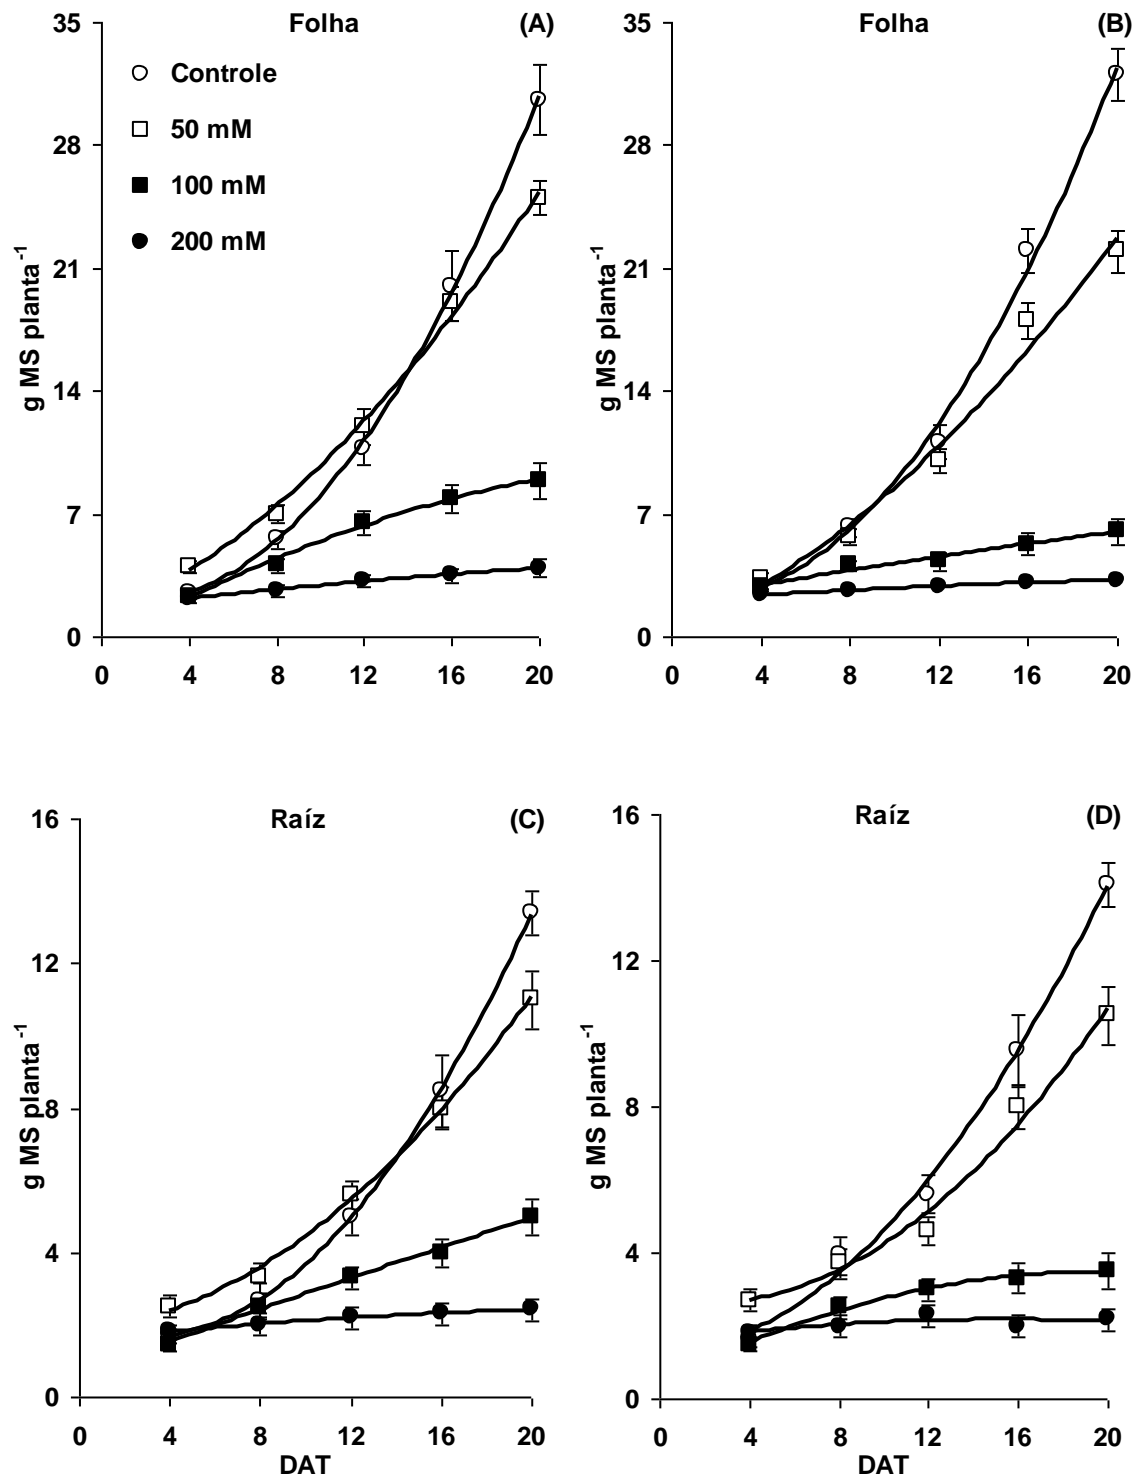 Folha (A)
35
28
21
14
7
0
g MS planta⁻¹
Controle
50 mM
100 mM
200 mM
0 4 8 12 16 20
Folha (B)
35
28
21
14
7
0
g MS planta⁻¹
0 4 8 12 16 20
Raíz (C)
16
12
8
4
0
g MS planta⁻¹
0 4 8 12 16 20
DAT
Raíz (D)
16
12
8
4
0
g MS planta⁻¹
0 4 8 12 16 20
DAT